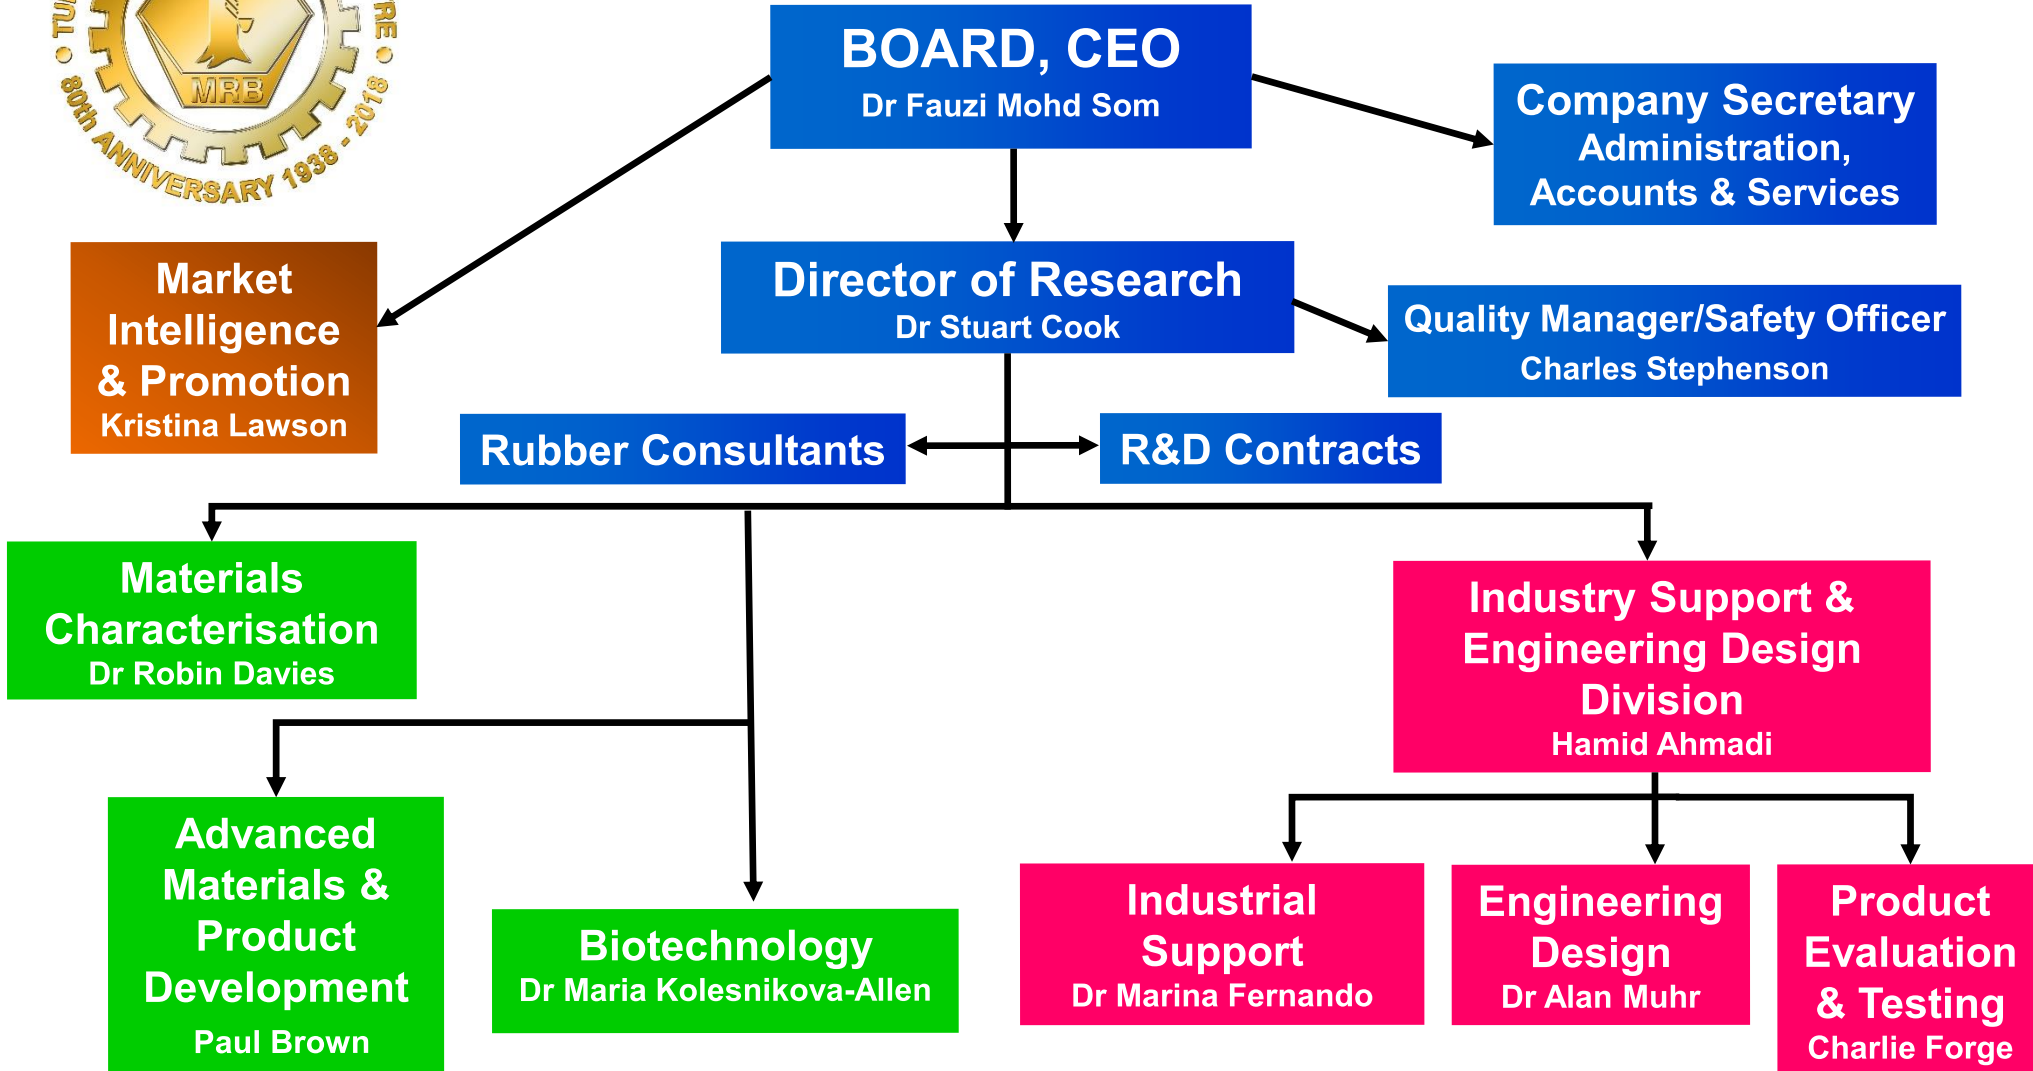 TU
RE
MRB
80th ANNIVERSARY 1938 - 2018
BOARD, CEO
Dr Fauzi Mohd Som
Company Secretary
Administration,
Accounts & Services
Market
Intelligence
& Promotion
Kristina Lawson
Director of Research
Dr Stuart Cook
Quality Manager/Safety Officer
Charles Stephenson
Rubber Consultants
R&D Contracts
Materials
Characterisation
Dr Robin Davies
Industry Support &
Engineering Design
Division
Hamid Ahmadi
Advanced
Materials &
Product
Development
Paul Brown
Biotechnology
Dr Maria Kolesnikova-Allen
Industrial
Support
Dr Marina Fernando
Engineering
Design
Dr Alan Muhr
Product
Evaluation
& Testing
Charlie Forge